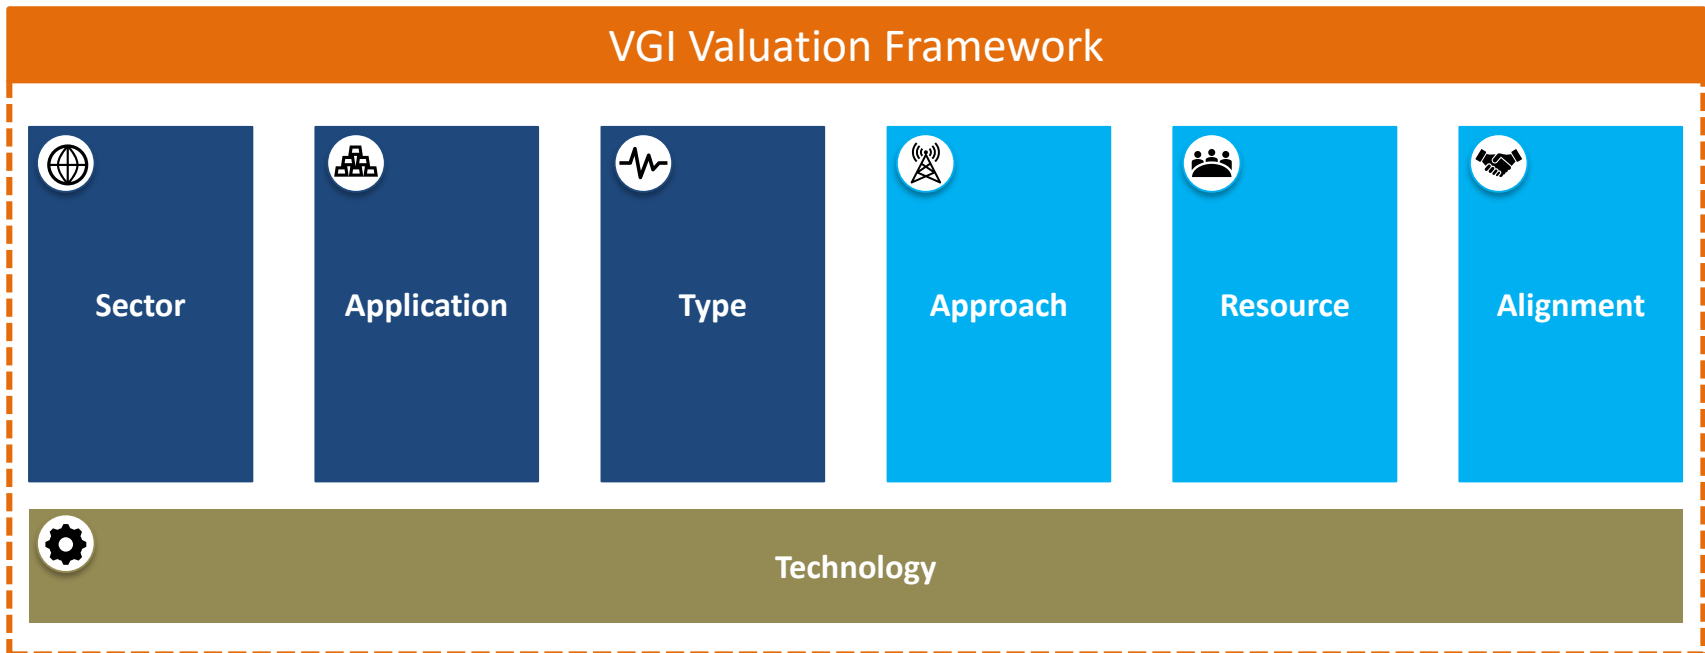 VGI Valuation Framework
Sector
Application
Type
Approach
Resource
Alignment
Technology